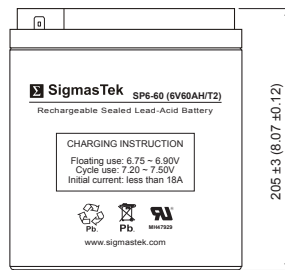 Σ SigmasTek SP6-60 (6V60AH/T2)
Rechargeable Sealed Lead-Acid Battery
CHARGING INSTRUCTION
Floating use: 6.75 ~ 6.90V
Cycle use: 7.20 ~ 7.50V
Initial current: less than 18A
Pb. Pb. MH47929
www.sigmastek.com
205 ±3 (8.07 ±0.12)